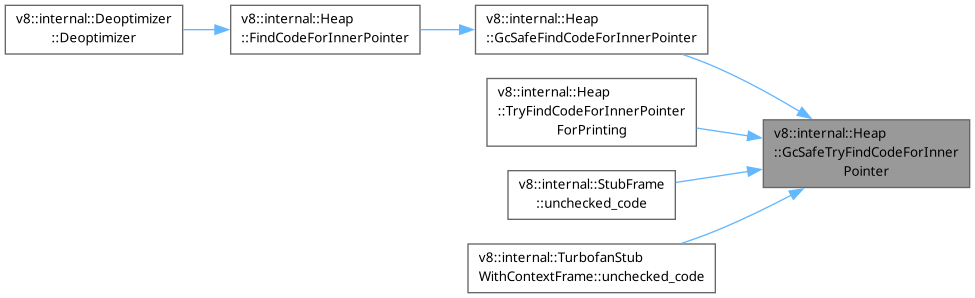 v8::internal::Deoptimizer
::Deoptimizer
v8::internal::Heap
::FindCodeForInnerPointer
v8::internal::Heap
::GcSafeFindCodeForInnerPointer
v8::internal::Heap
::TryFindCodeForInnerPointer
ForPrinting
v8::internal::StubFrame
::unchecked_code
v8::internal::TurbofanStub
WithContextFrame::unchecked_code
v8::internal::Heap
::GcSafeTryFindCodeForInner
Pointer